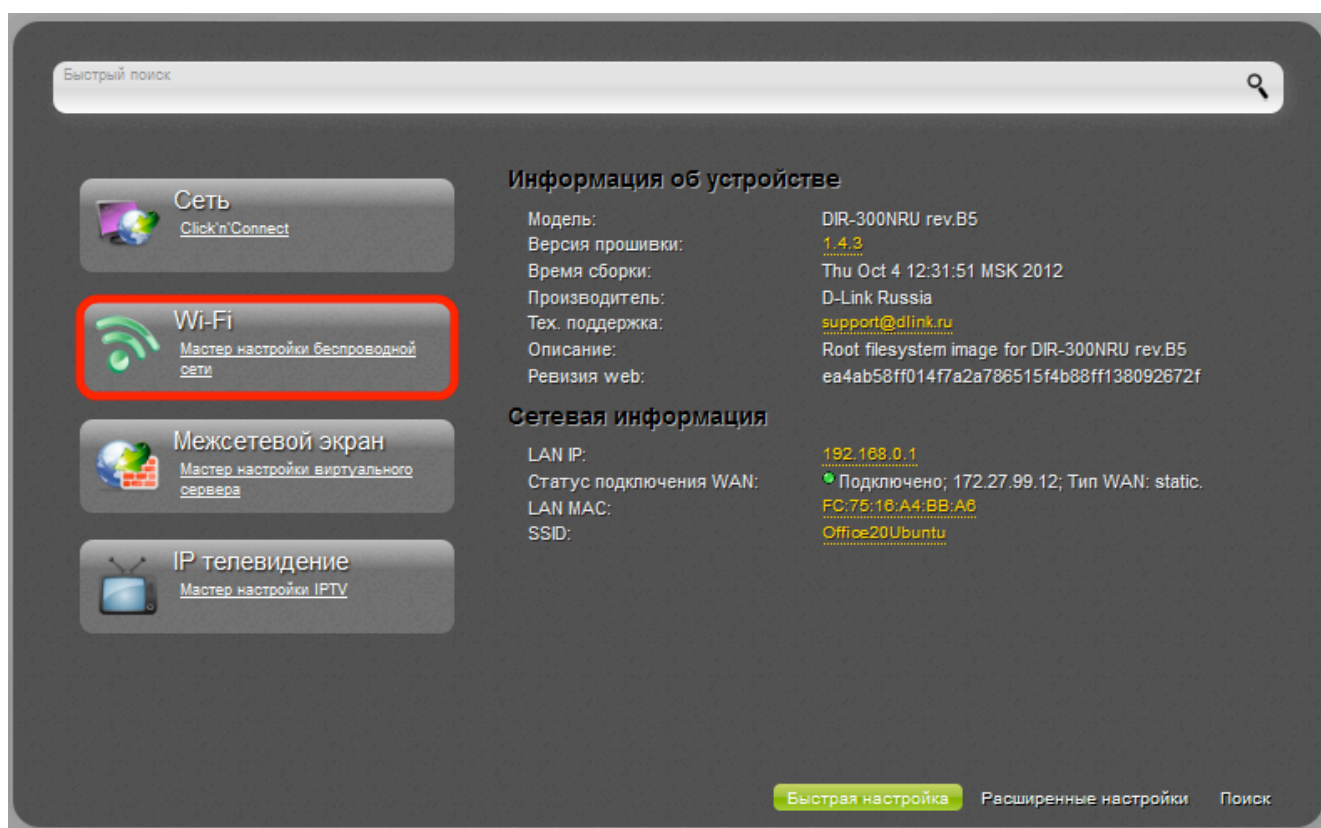 Быстрый поиск
Сеть
Click'n'Connect
Wi-Fi
Мастер настройки беспроводной
сети
Межсетевой экран
Мастер настройки виртуального
сервера
IP телевидение
Мастер настройки IPTV
Информация об устройстве
Модель: DIR-300NRU rev.B5
Версия прошивки: 1.4.3
Время сборки: Thu Oct 4 12:31:51 MSK 2012
Производитель: D-Link Russia
Тех. поддержка: support@dlink.ru
Описание: Root filesystem image for DIR-300NRU rev.B5
Ревизия web: ea4ab58ff014f7a2a786515f4b88ff138092672f
Сетевая информация
LAN IP: 192.168.0.1
Статус подключения WAN: Подключено; 172.27.99.12; Тип WAN: static.
LAN MAC: FC:75:16:A4:BB:A6
SSID: Office20Ubuntu
Быстрая настройка Расширенные настройки Поиск